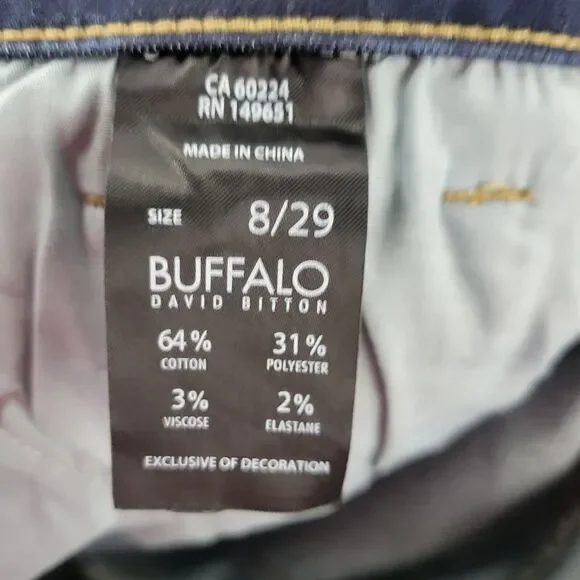 CA 60224
RN 149651
MADE IN CHINA
SIZE 8/29
BUFFALO
DAVID BITTON
64% 31%
COTTON POLYESTER
3% 2%
VISCOSE ELASTANE
EXCLUSIVE OF DECORATION